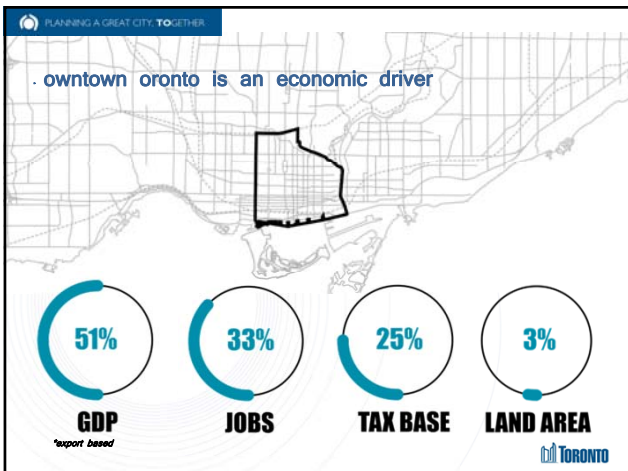 PLANNING A GREAT CITY. TOGETHER
. owntown oronto is an economic driver
51%
33%
25%
3%
GDP
JOBS
TAX BASE
LAND AREA
*export based
TORONTO